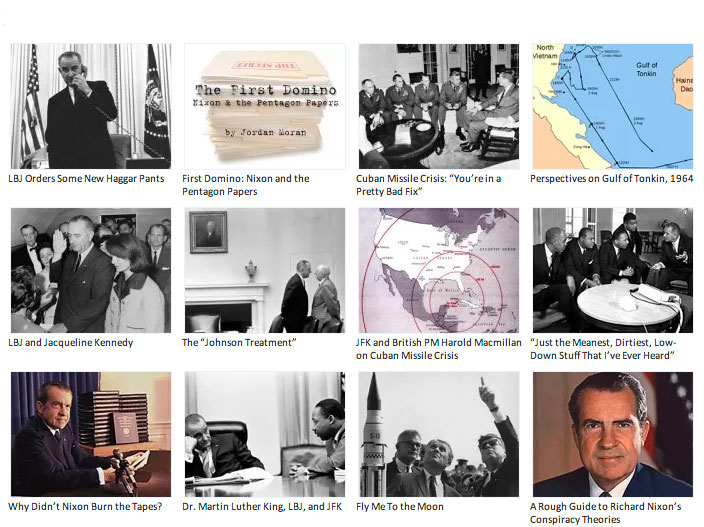 TOP SECRET
The First Domino
Nixon & the Pentagon Papers
by Jordan Moran
North
Vietnam
Gulf of
Tonkin
LBJ Orders Some New Haggar Pants
First Domino: Nixon and the
Pentagon Papers
Cuban Missile Crisis: “You’re in a
Pretty Bad Fix”
Perspectives on Gulf of Tonkin, 1964
LBJ and Jacqueline Kennedy
The “Johnson Treatment”
JFK and British PM Harold Macmillan
on Cuban Missile Crisis
“Just the Meanest, Dirtiest, Low-
Down Stuff That I’ve Ever Heard”
Why Didn’t Nixon Burn the Tapes?
Dr. Martin Luther King, LBJ, and JFK
Fly Me To the Moon
A Rough Guide to Richard Nixon’s
Conspiracy Theories